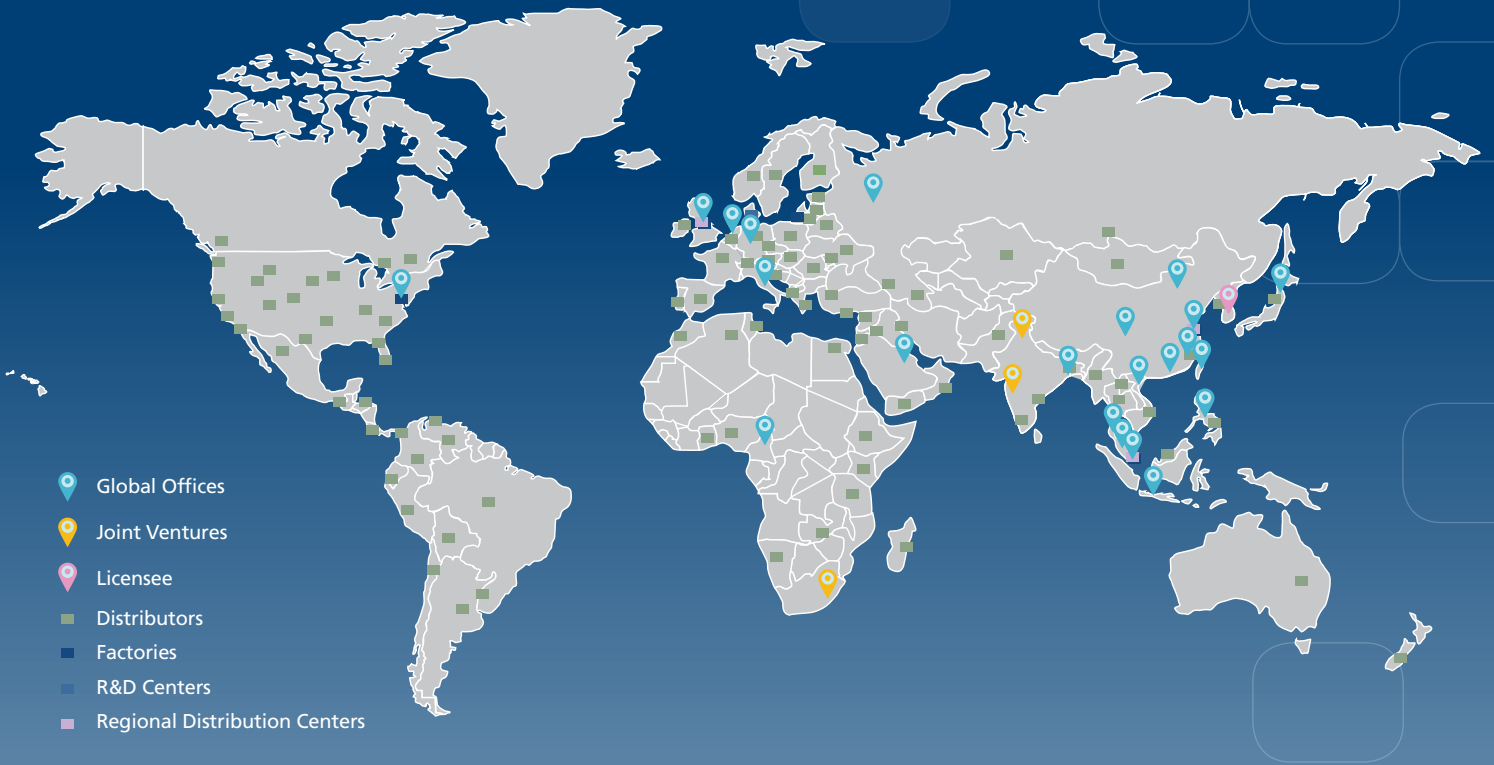 Global Offices
Joint Ventures
Licensee
Distributors
Factories
R&D Centers
Regional Distribution Centers